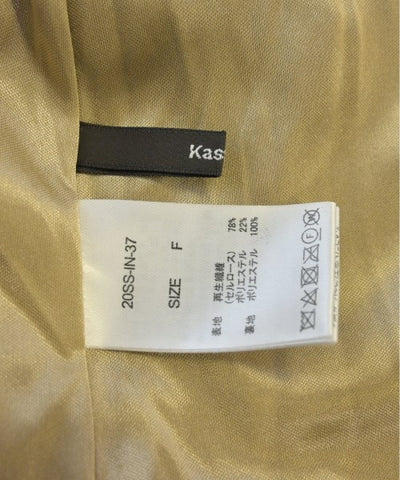 Kas
20SS-IN-37
SIZE F
表地 再生繊維 78%
(セルロース)
ポリエステル 22%
裏地 ポリエステル 100%